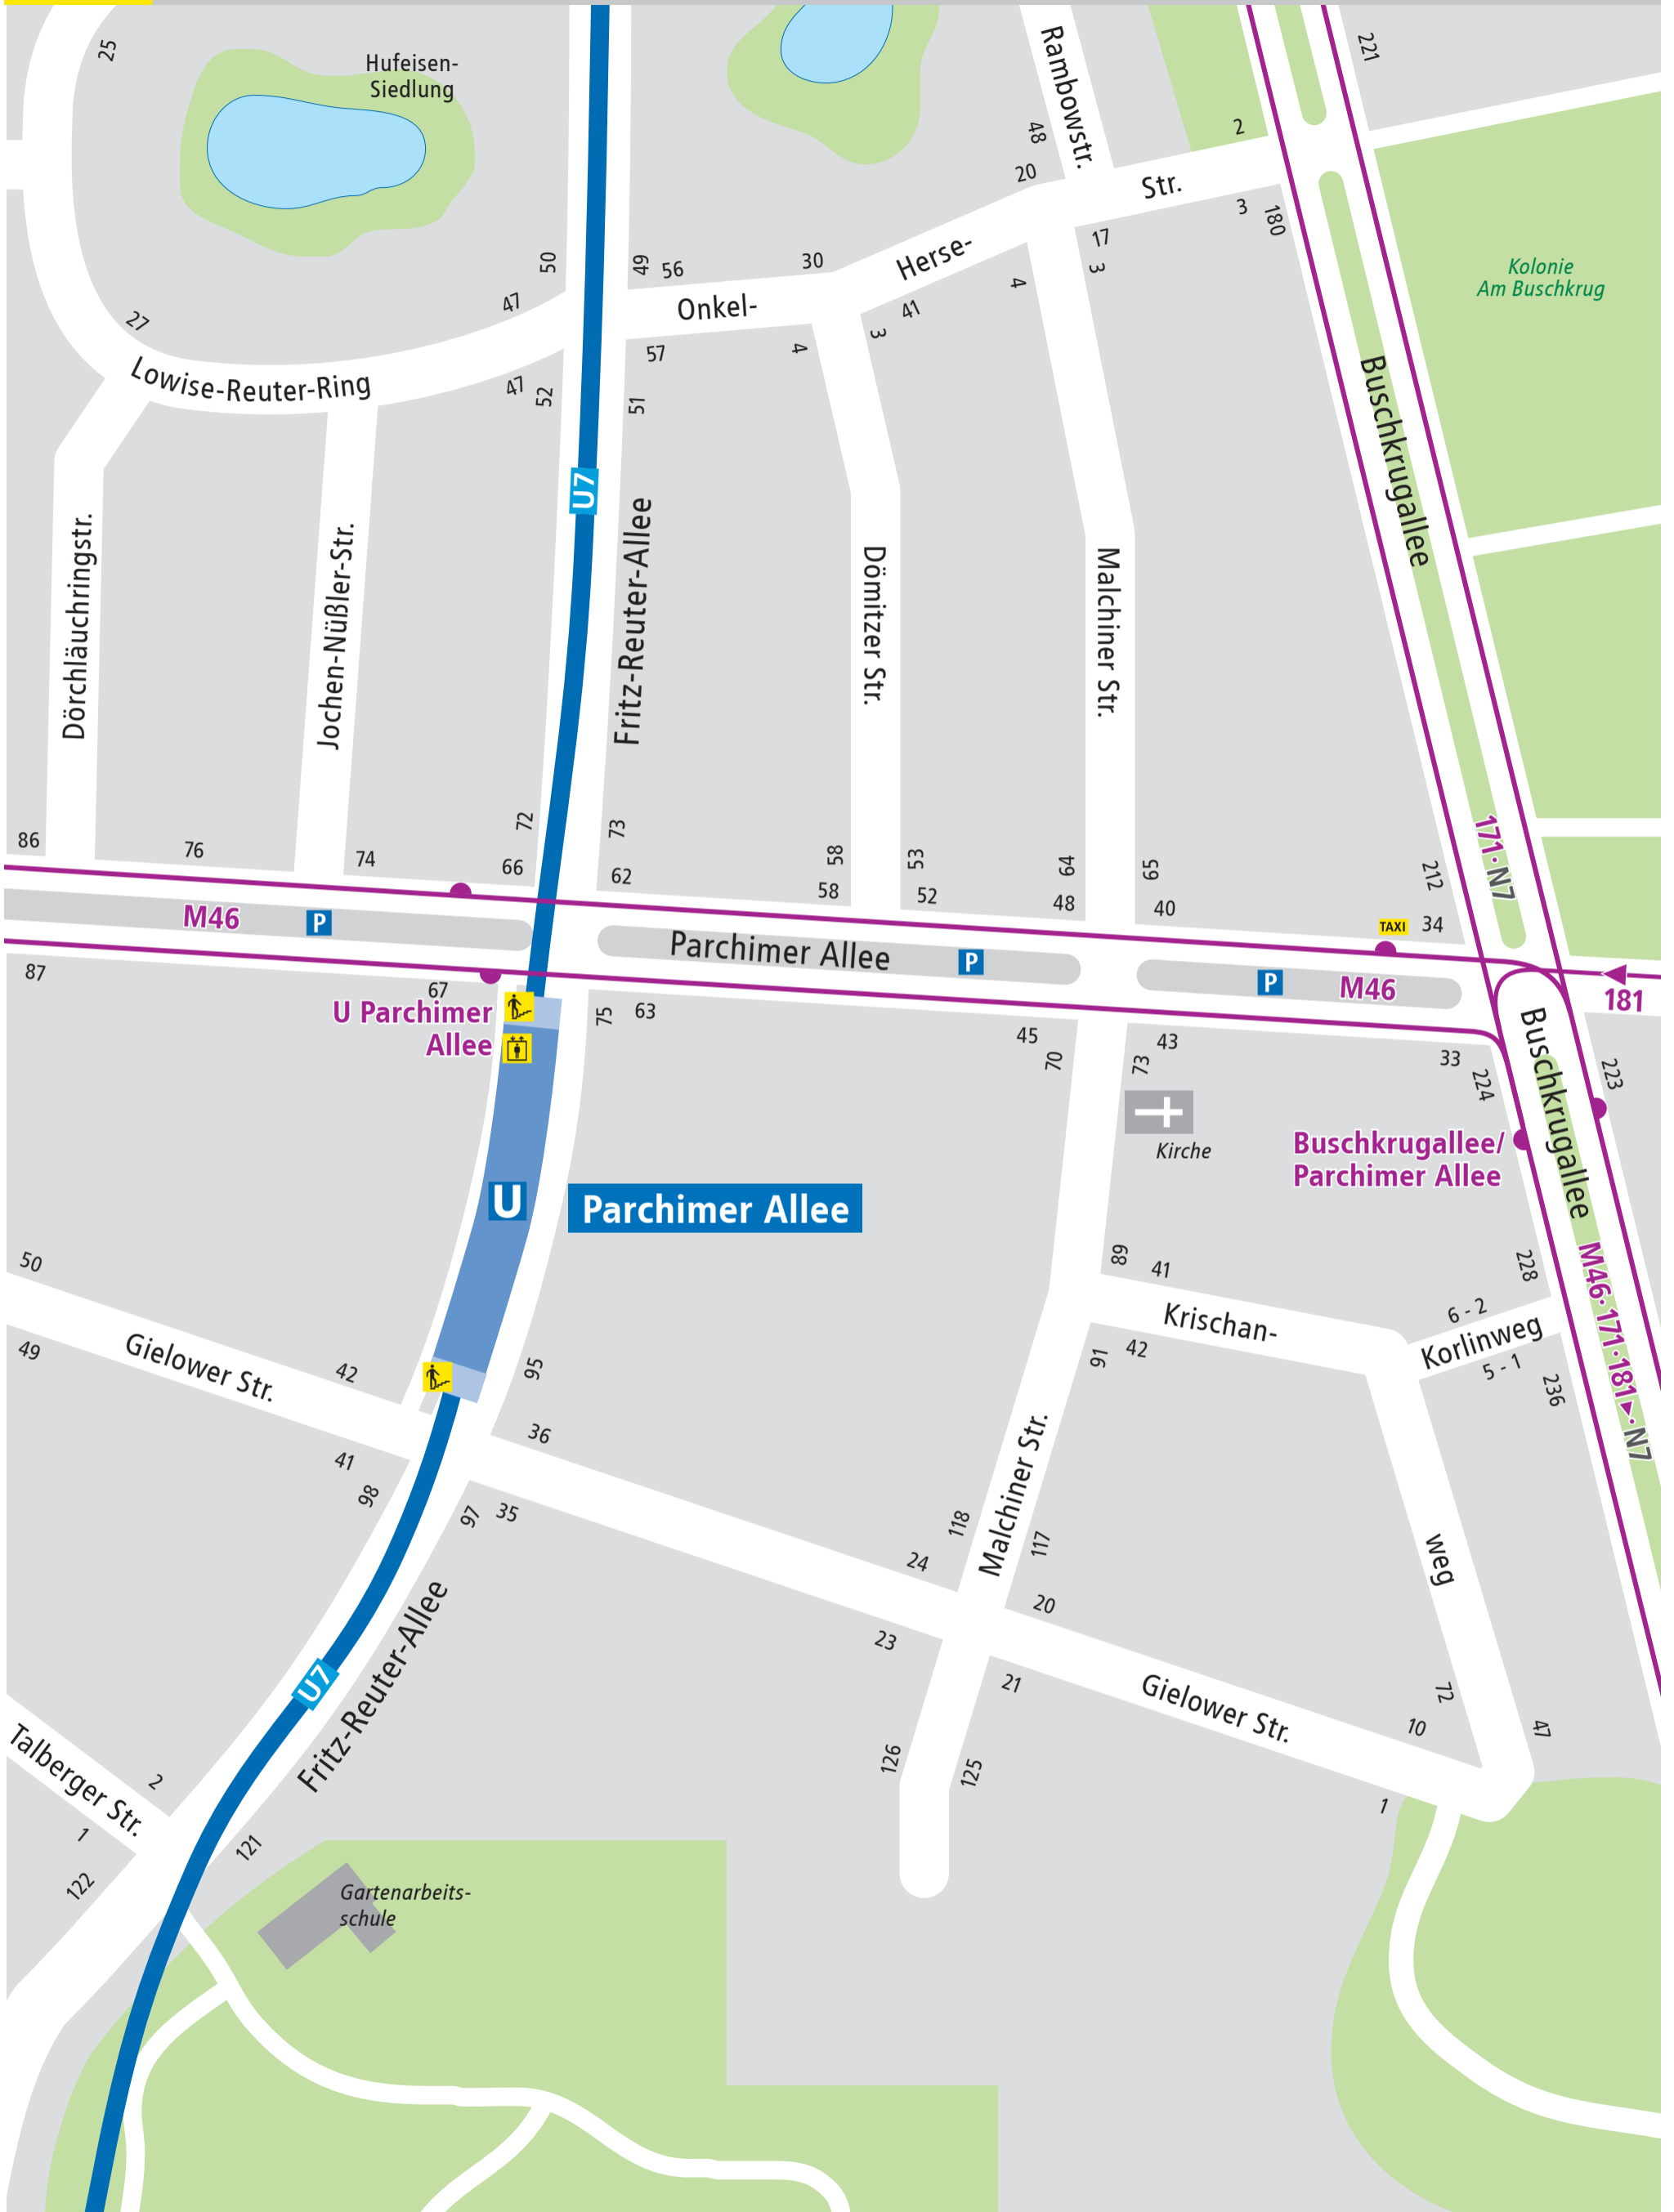 25
Hufeisen-
Siedlung
Rambowstr.
221
48
2
20
Str.
3
180
17
3
Herse-
4
50
49
56
30
Kolonie
Am Buschkrug
47
Onkel-
41
27
57
4
3
Lowise-Reuter-Ring
47
52
51
Buschkrugallee
U7
Dörchläuchringstr.
Jochen-Nüßler-Str.
Fritz-Reuter-Allee
Dömitzer Str.
Malchiner Str.
72
73
171·N7
86
76
74
66
62
58
53
64
59
212
58
52
48
40
TAXI
34
M46
P
Parchimer Allee
P
P
M46
181
87
67
U Parchimer
Allee
75
63
45
70
43
73
33
224
Buschkrugallee
223
Kirche
Buschkrugallee/
Parchimer Allee
U
Parchimer Allee
50
89
41
228
M46·171·181·N7
Krischan-
6 - 2
Korlinweg
5 - 1
49
Gielower Str.
42
95
91
42
236
36
41
98
97
35
Malchiner Str.
118
117
weg
24
20
23
21
U7
Fritz-Reuter-Allee
Gielower Str.
72
10
47
Talberger Str.
2
1
126
125
1
122
121
Gartenarbeits-
schule